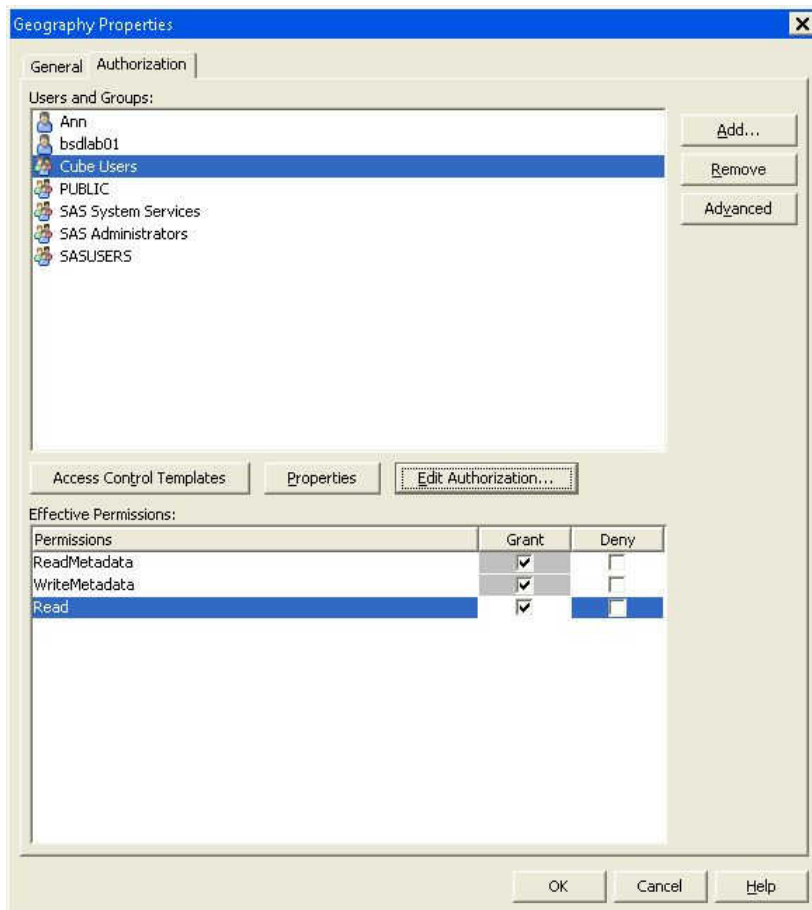 Geography Properties
General Authorization
Users and Groups:
Ann
bsdlab01
Cube Users
PUBLIC
SAS System Services
SAS Administrators
SASUSERS
Add...
Remove
Advanced
Access Control Templates Properties Edit Authorization...
Effective Permissions:
Permissions Grant Deny
ReadMetadata
WriteMetadata
Read
OK Cancel Help